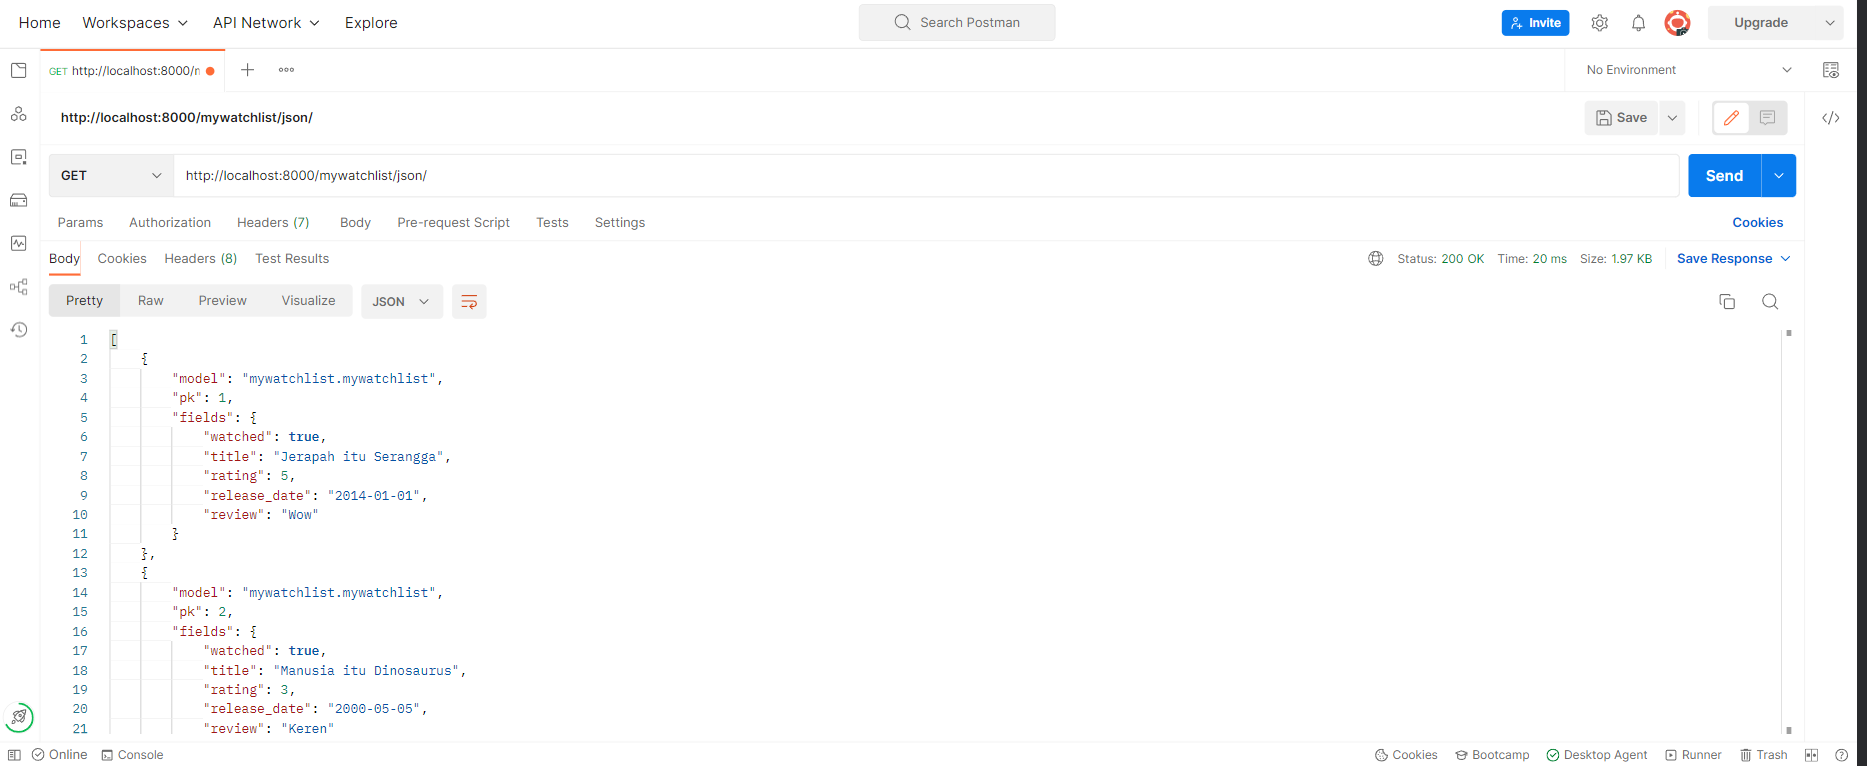 Home Workspaces API Network Explore Search Postman Invite Upgrade
GET http://localhost:8000/n No Environment
http://localhost:8000/mywatchlist/json/ Save
GET http://localhost:8000/mywatchlist/json/ Send
Params Authorization Headers (7) Body Pre-request Script Tests Settings Cookies
Body Cookies Headers (8) Test Results Status: 200 OK Time: 20 ms Size: 1.97 KB Save Response
Pretty Raw Preview Visualize JSON
1 [
2 {
3 "model": "mywatchlist.mywatchlist",
4 "pk": 1,
5 "fields": {
6 "watched": true,
7 "title": "Jerapah itu Serangga",
8 "rating": 5,
9 "release_date": "2014-01-01",
10 "review": "Wow"
11 }
12 },
13 {
14 "model": "mywatchlist.mywatchlist",
15 "pk": 2,
16 "fields": {
17 "watched": true,
18 "title": "Manusia itu Dinosaurus",
19 "rating": 3,
20 "release_date": "2000-05-05",
21 "review": "Keren"
Online Console Cookies Bootcamp Desktop Agent Runner Trash